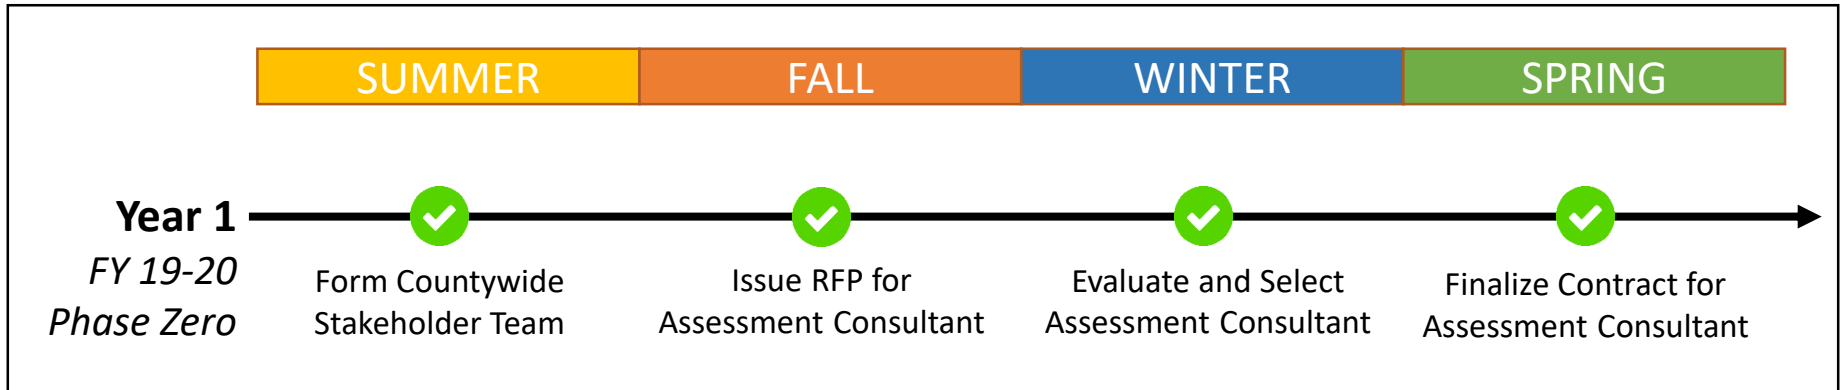 SUMMER FALL WINTER SPRING
Year 1
FY 19-20
Phase Zero
Form Countywide
Stakeholder Team
Issue RFP for
Assessment Consultant
Evaluate and Select
Assessment Consultant
Finalize Contract for
Assessment Consultant